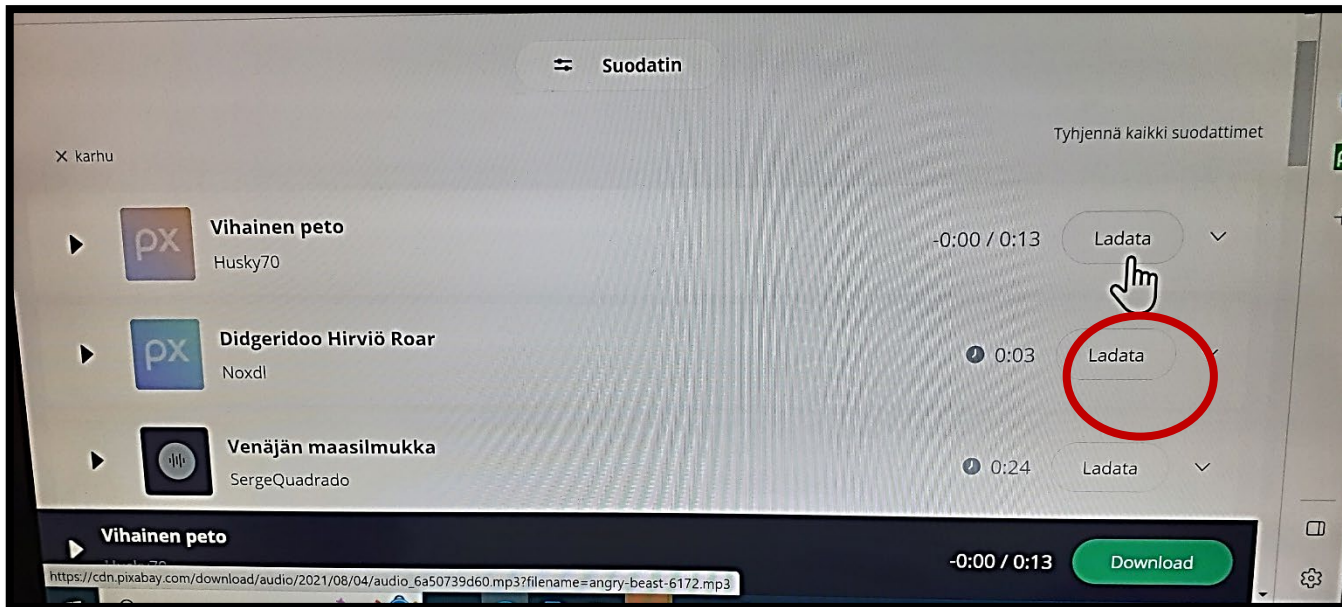 Suodatin
Tyhjennä kaikki suodattimet
× karhu
px
Vihainen peto
Husky70
-0:00 / 0:13
Ladata
px
Didgeridoo Hirviö Roar
Noxdl
0:03
Ladata
Venäjän maasilmukka
SergeQuadrado
0:24
Ladata
Vihainen peto
-0:00 / 0:13
Download
https://cdn.pixabay.com/download/audio/2021/08/04/audio_6a50739d60.mp3?filename=angry-beast-6172.mp3